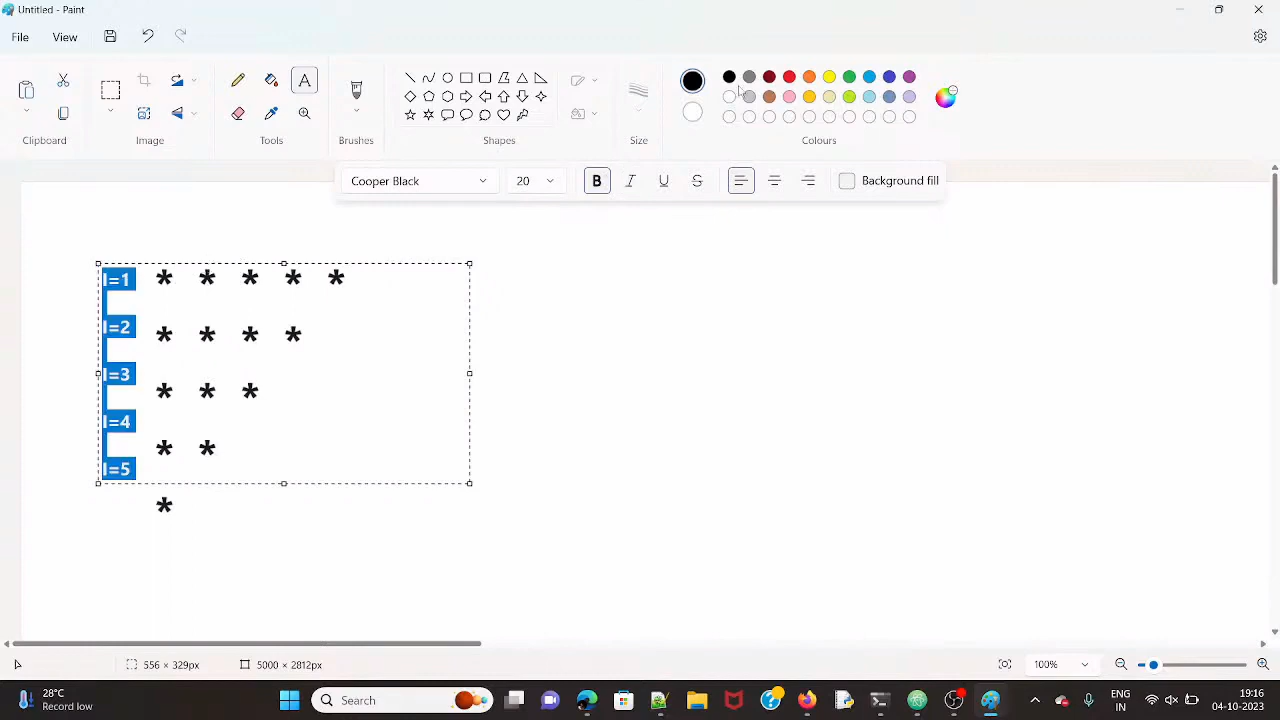 Untitled - Paint
File View
Clipboard Image Tools Brushes Shapes Size Colours
Cooper Black 20 B I U S Background fill
I=1 * * * * *
I=2 * * * *
I=3 * * *
I=4 * *
I=5 *
556 × 329px 5000 × 2812px 100%
28°C
Record low
Search
ENG
IN
19:16
04-10-2023